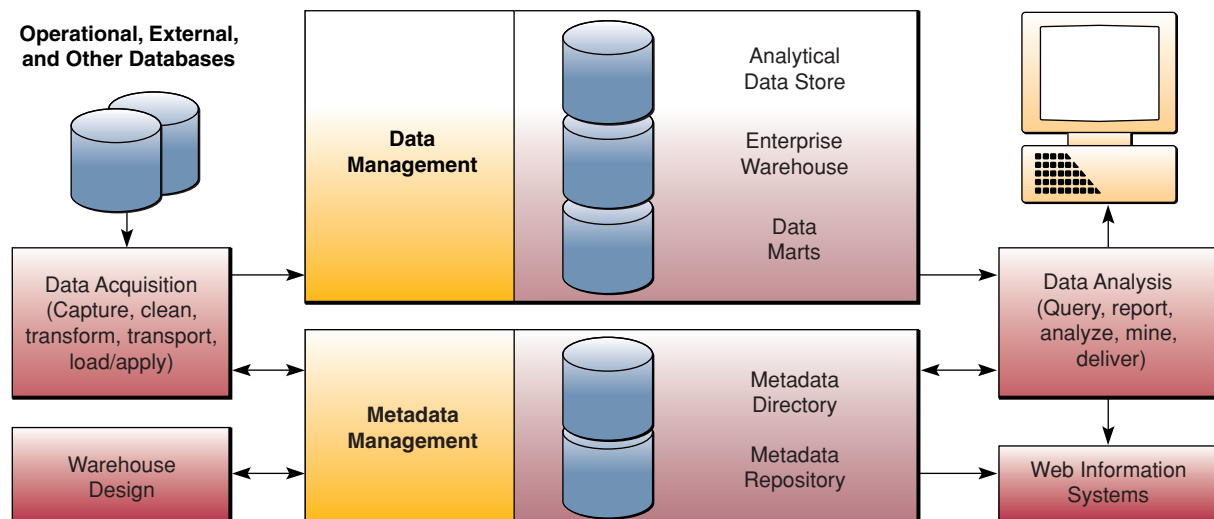 Operational, External,
and Other Databases
Data Acquisition
(Capture, clean,
transform, transport,
load/apply)
Warehouse
Design
Data
Management
Analytical
Data Store
Enterprise
Warehouse
Data
Marts
Metadata
Management
Metadata
Directory
Metadata
Repository
Data Analysis
(Query, report,
analyze, mine,
deliver)
Web Information
Systems